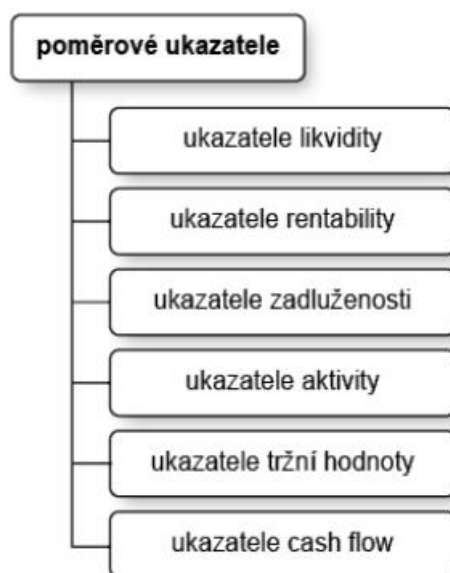 poměrové ukazatele
ukazatele likvidity
ukazatele rentability
ukazatele zadluženosti
ukazatele aktivity
ukazatele tržní hodnoty
ukazatele cash flow